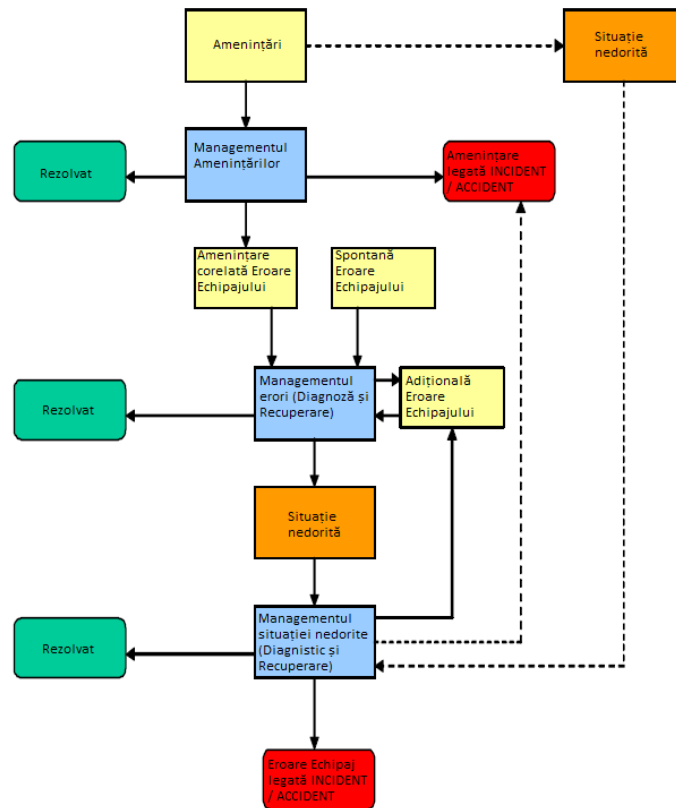 Amenințări
Situație
nedorită
Managementul
Amenințărilor
Rezolvat
Amenințare
legată INCIDENT
/ ACCIDENT
Amenințare
corelată Eroare
Echipajului
Spontană
Eroare
Echipajului
Managementul
erori (Diagnoză și
Recuperare)
Adițională
Eroare
Echipajului
Rezolvat
Situație
nedorită
Managementul
situației nedorite
(Diagnistic și
Recuperare)
Rezolvat
Eroare Echipaj
legată INCIDENT
/ ACCIDENT